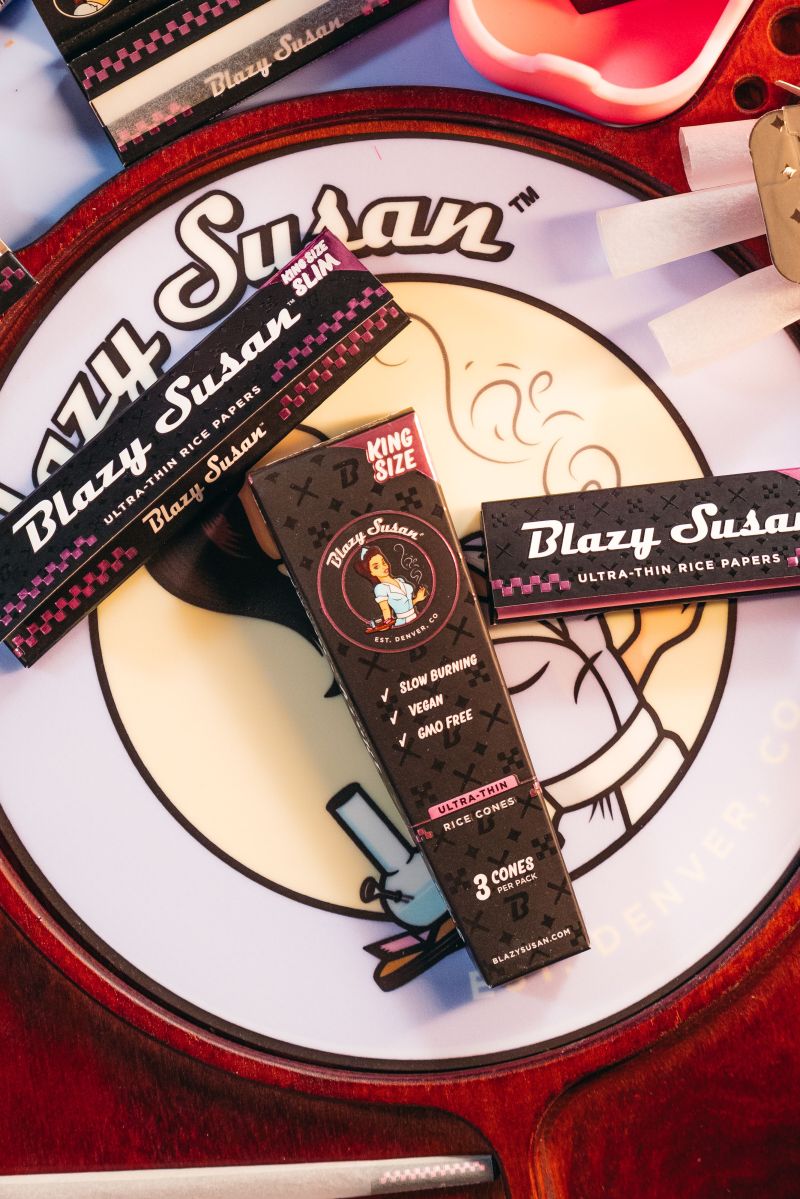 Blazy Susan
Blazy Susan™
KING SIZE
SLIM
Blazy Susan™
ULTRA-THIN RICE PAPERS
Blazy Susan™
KING
SIZE
Blazy Susan
EST. DENVER, CO
✓ SLOW BURNING
✓ VEGAN
✓ GMO FREE
ULTRA-THIN
RICE CONES
3 CONES
PER PACK
BLAZYSUSAN.COM
Blazy Susan
ULTRA-THIN RICE PAPERS
EST. DENVER, CO